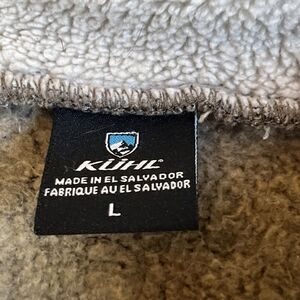 KÜHL®
MADE IN EL SALVADOR
FABRIQUE AU EL SALVADOR
L